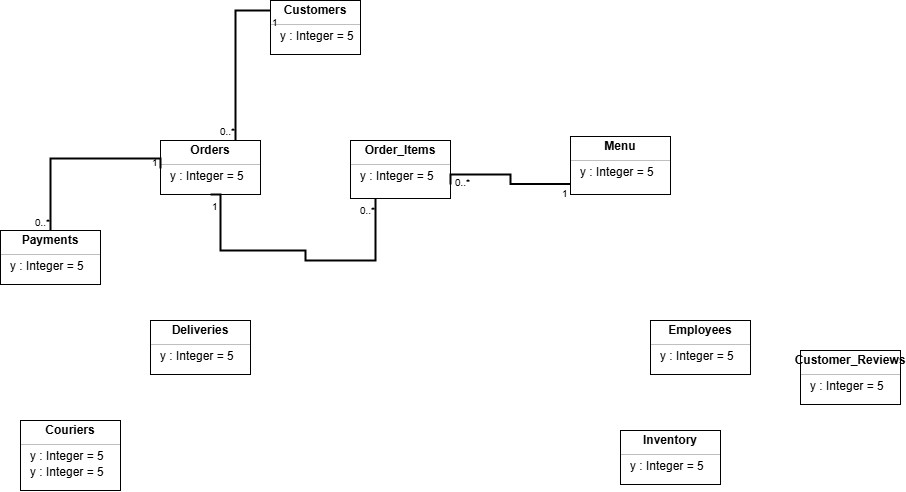 Customers
1
y : Integer = 5
0..*
Orders
1
y : Integer = 5
1
Order_Items
y : Integer = 5
0..*
0..*
Menu
y : Integer = 5
1
0..*
Payments
y : Integer = 5
Deliveries
y : Integer = 5
Employees
y : Integer = 5
Customer_Reviews
y : Integer = 5
Couriers
y : Integer = 5
y : Integer = 5
Inventory
y : Integer = 5